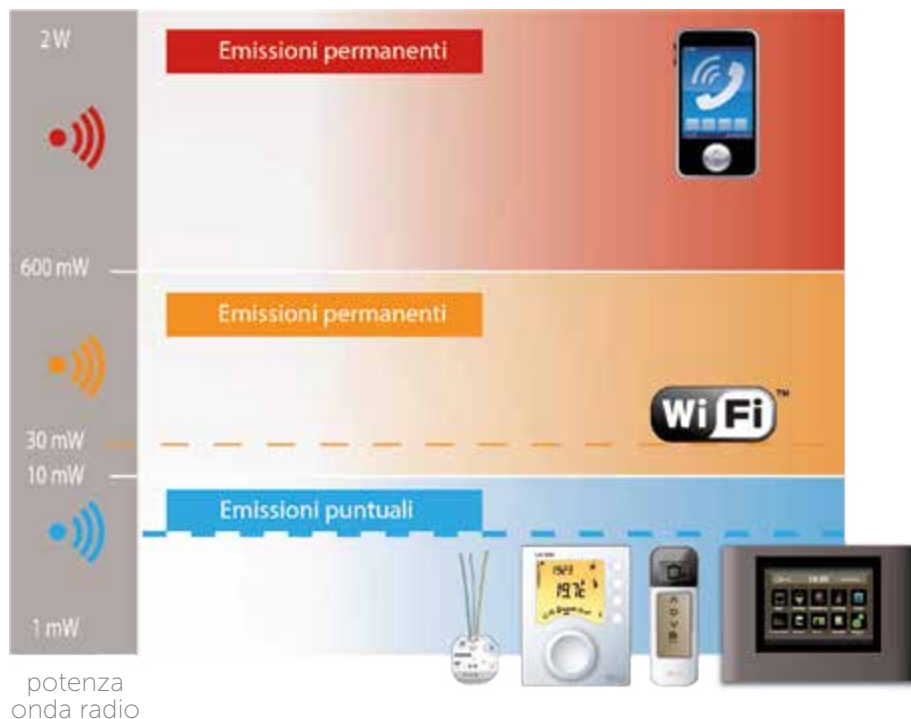 2 W
Emissioni permanenti
600 mW
Emissioni permanenti
Wi Fi™
30 mW
10 mW
Emissioni puntuali
1 mW
potenza
onda radio